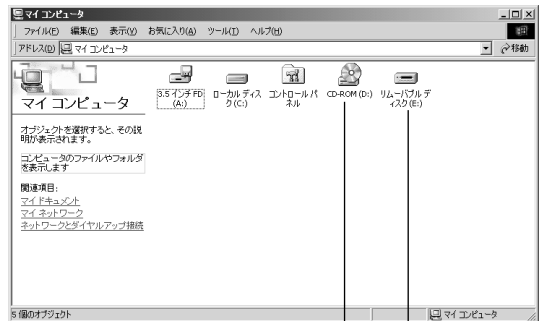 マイ コンピュータ
ファイル(F) 編集(E) 表示(V) お気に入り(A) ツール(T) ヘルプ(H)
アドレス(D) マイ コンピュータ 移動
マイ コンピュータ
オブジェクトを選択すると、その説
明が表示されます。
コンピュータのファイルやフォルダ
を表示します
関連項目:
マイ ドキュメント
マイ ネットワーク
ネットワークとダイヤルアップ接続
3.5 インチ FD
(A:)
ローカル ディス
ク (C:)
コントロール パ
ネル
CD-ROM (D:)
リムーバブル デ
ィスク (E:)
5 個のオブジェクト
マイ コンピュータ